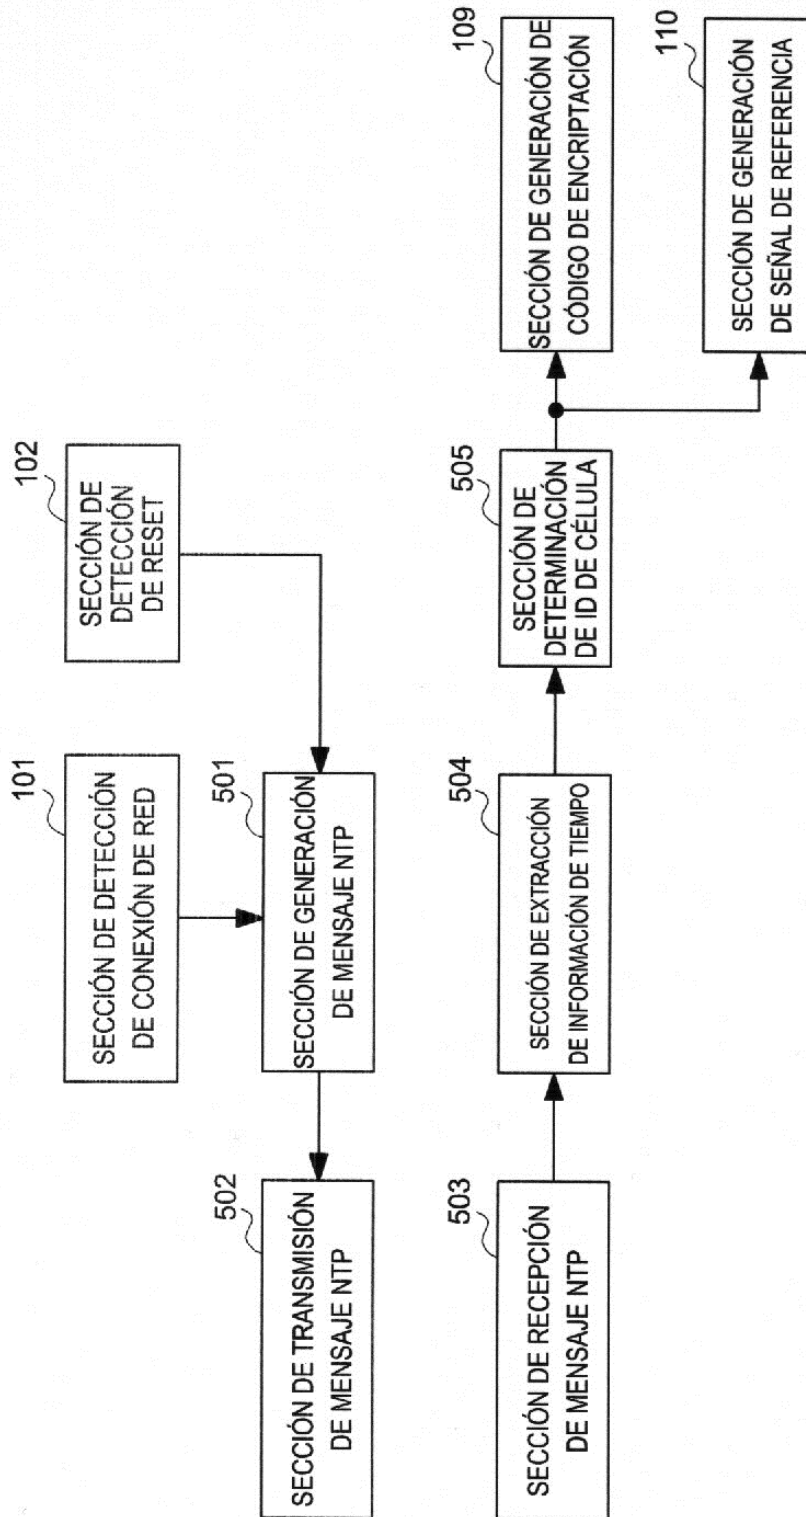 101
SECCIÓN DE DETECCIÓN
DE CONEXIÓN DE RED
102
SECCIÓN DE
DETECCIÓN
DE RESET
502
SECCIÓN DE TRANSMISIÓN
DE MENSAJE NTP
501
SECCIÓN DE GENERACIÓN
DE MENSAJE NTP
503
SECCIÓN DE RECEPCIÓN
DE MENSAJE NTP
504
SECCIÓN DE EXTRACCIÓN
DE INFORMACIÓN DE TIEMPO
505
SECCIÓN DE
DETERMINACIÓN
DE ID DE CÉLULA
109
SECCIÓN DE GENERACIÓN DE
CÓDIGO DE ENCRIPTACIÓN
110
SECCIÓN DE GENERACIÓN
DE SEÑAL DE REFERENCIA